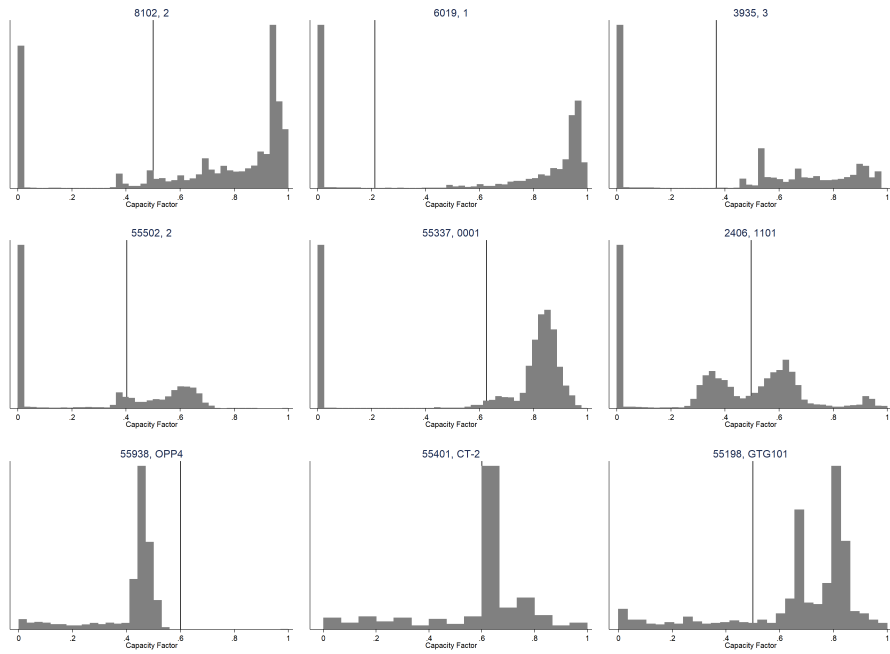 8102, 2
6019, 1
3935, 3
0 .2 .4 .6 .8 1
0 .2 .4 .6 .8 1
0 .2 .4 .6 .8 1
Capacity Factor
Capacity Factor
Capacity Factor
55502, 2
55337, 0001
2406, 1101
0 .2 .4 .6 .8 1
0 .2 .4 .6 .8 1
0 .2 .4 .6 .8 1
Capacity Factor
Capacity Factor
Capacity Factor
55938, OPP4
55401, CT-2
55198, GTG101
0 .2 .4 .6 .8 1
0 .2 .4 .6 .8 1
0 .2 .4 .6 .8 1
Capacity Factor
Capacity Factor
Capacity Factor